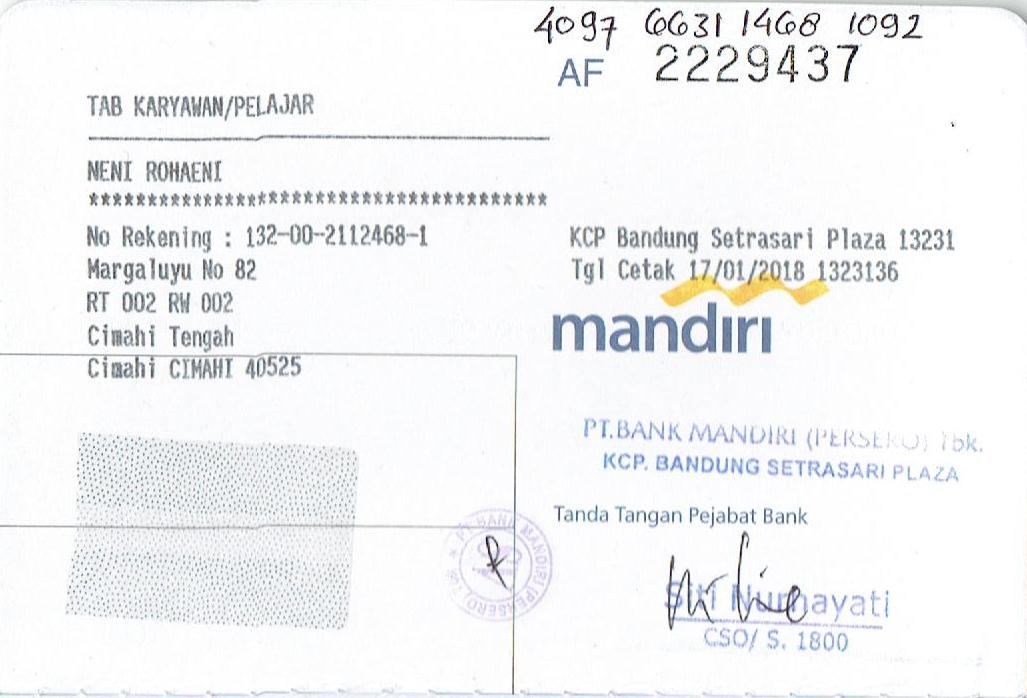 4097 6631 1468 1092
AF 2229437
TAB KARYAWAN/PELAJAR
NENI ROHAENI
***************************************
No Rekening : 132-00-2112468-1
Margaluyu No 82
RT 002 RW 002
Cimahi Tengah
Cimahi CIMAHI 40525
KCP Bandung Setrasari Plaza 13231
Tgl Cetak 17/01/2018 1323136
mandiri
PT.BANK MANDIRI (PERSERO) Tbk.
KCP. BANDUNG SETRASARI PLAZA
Tanda Tangan Pejabat Bank
PT BANK MANDIRI (PERSERO) Tbk
Siti Nurhayati
CSO/ S. 1800